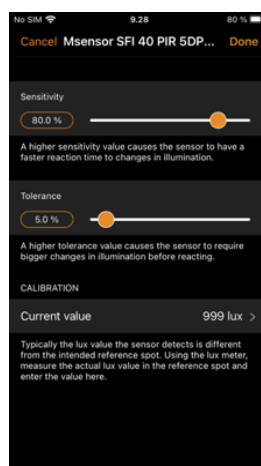 No SIM 9.28 80 %
Cancel Msensor SFI 40 PIR 5DP... Done
Sensitivity
80.0 %
A higher sensitivity value causes the sensor to have a
faster reaction time to changes in illumination.
Tolerance
5.0 %
A higher tolerance value causes the sensor to require
bigger changes in illumination before reacting.
CALIBRATION
Current value 999 lux >
Typically the lux value the sensor detects is different
from the intended reference spot. Using the lux meter,
measure the actual lux value in the reference spot and
enter the value here.